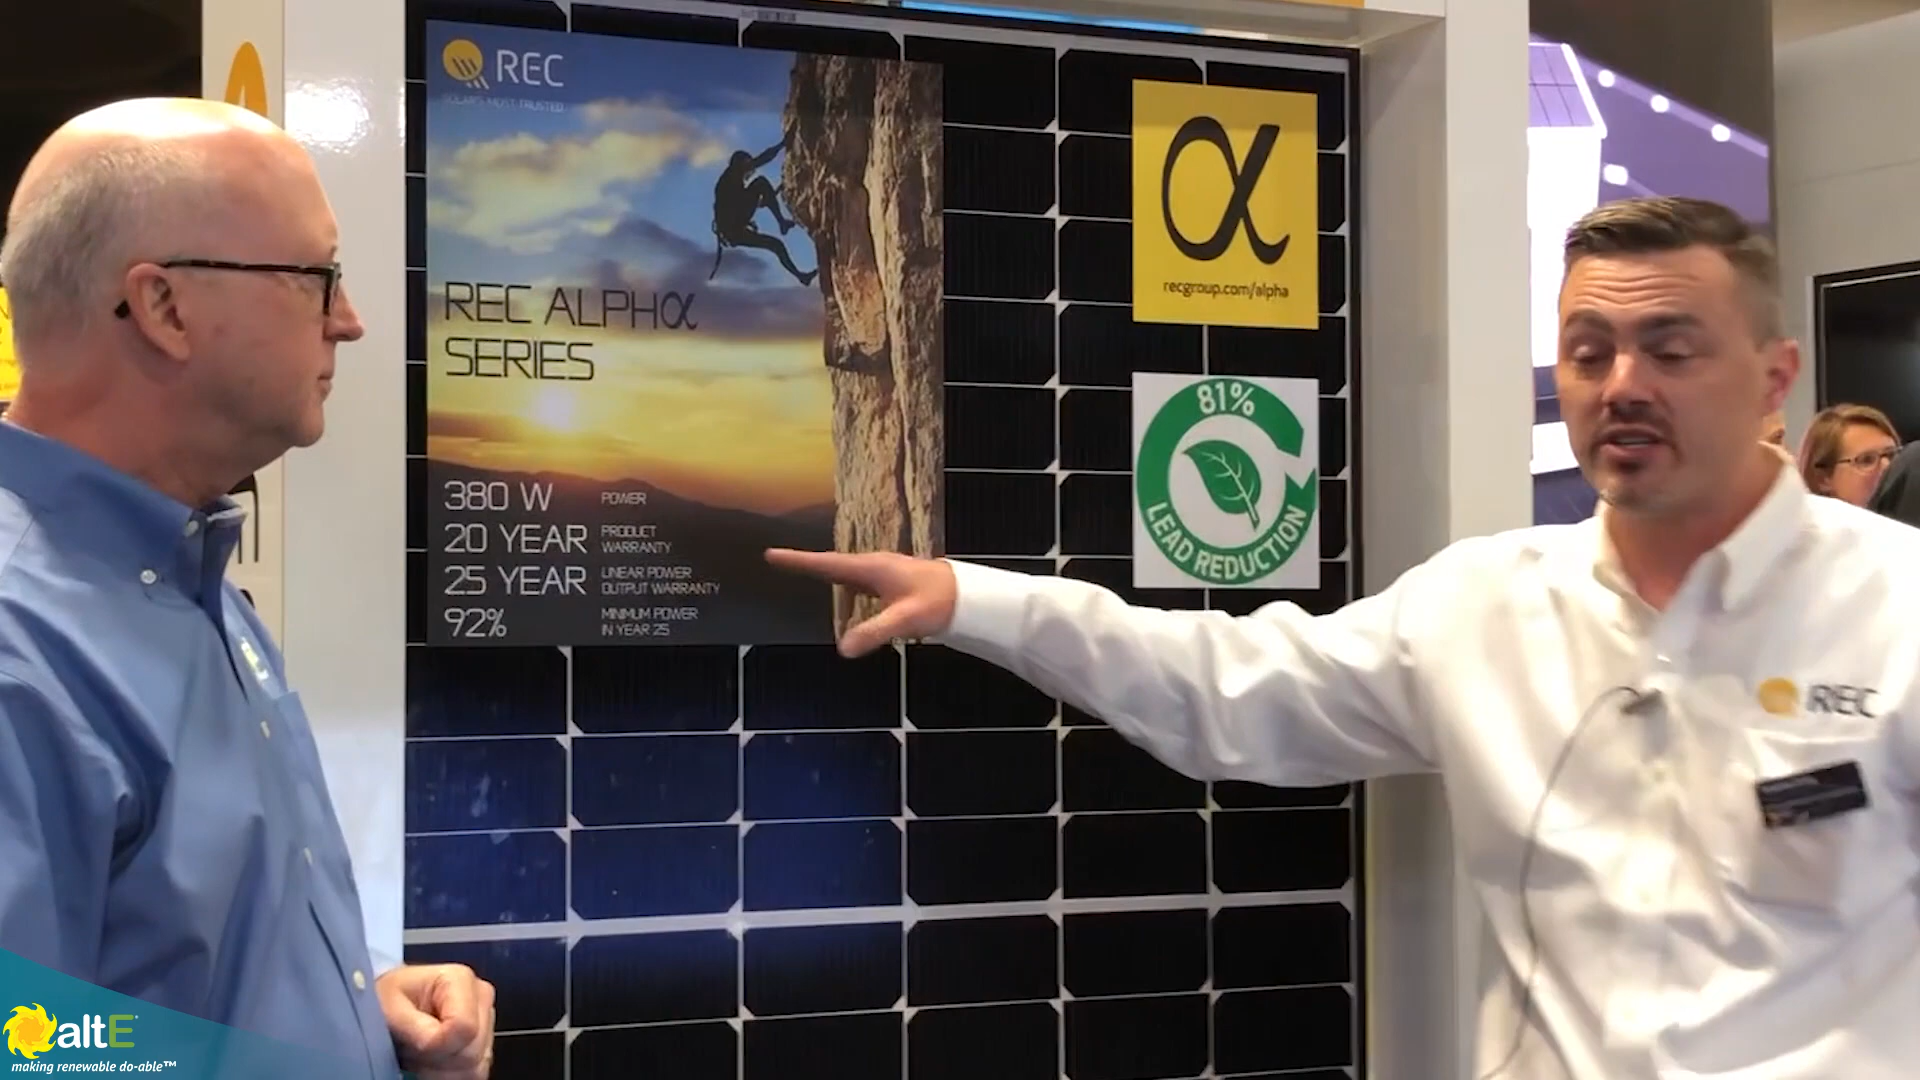 REC
SOLAR'S MOST TRUSTED
REC ALPHα
SERIES
380 W POWER
20 YEAR PRODUCT
WARRANTY
25 YEAR LINEAR POWER
OUTPUT WARRANTY
92% MINIMUM POWER
IN YEAR 25
α
recgroup.com/alpha
81%
LEAD REDUCTION
REC
altE
making renewable do-able™